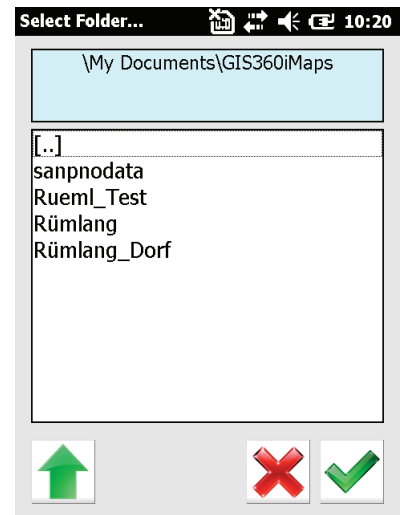 Select Folder... 10:20
\My Documents\GIS360iMaps
[..]
sanpnodata
Rueml_Test
Rümlang
Rümlang_Dorf